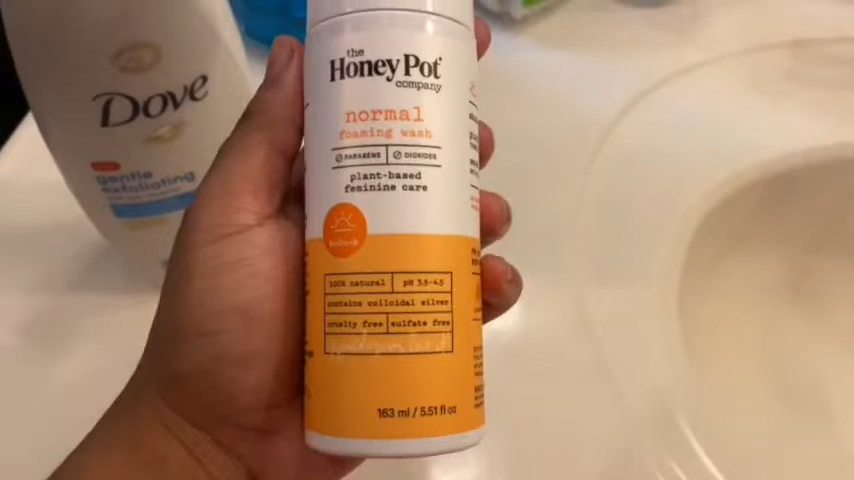 the
Honey Pot
company
normal
foaming wash
PARABENS
DIOXIDES
plant-based
feminine care
100% natural
pH 3.5-4.5
contains colloidal silver
cruelty free
sulfate free
163 ml / 5.51 fl oz
Dove
gentle
exfoliating